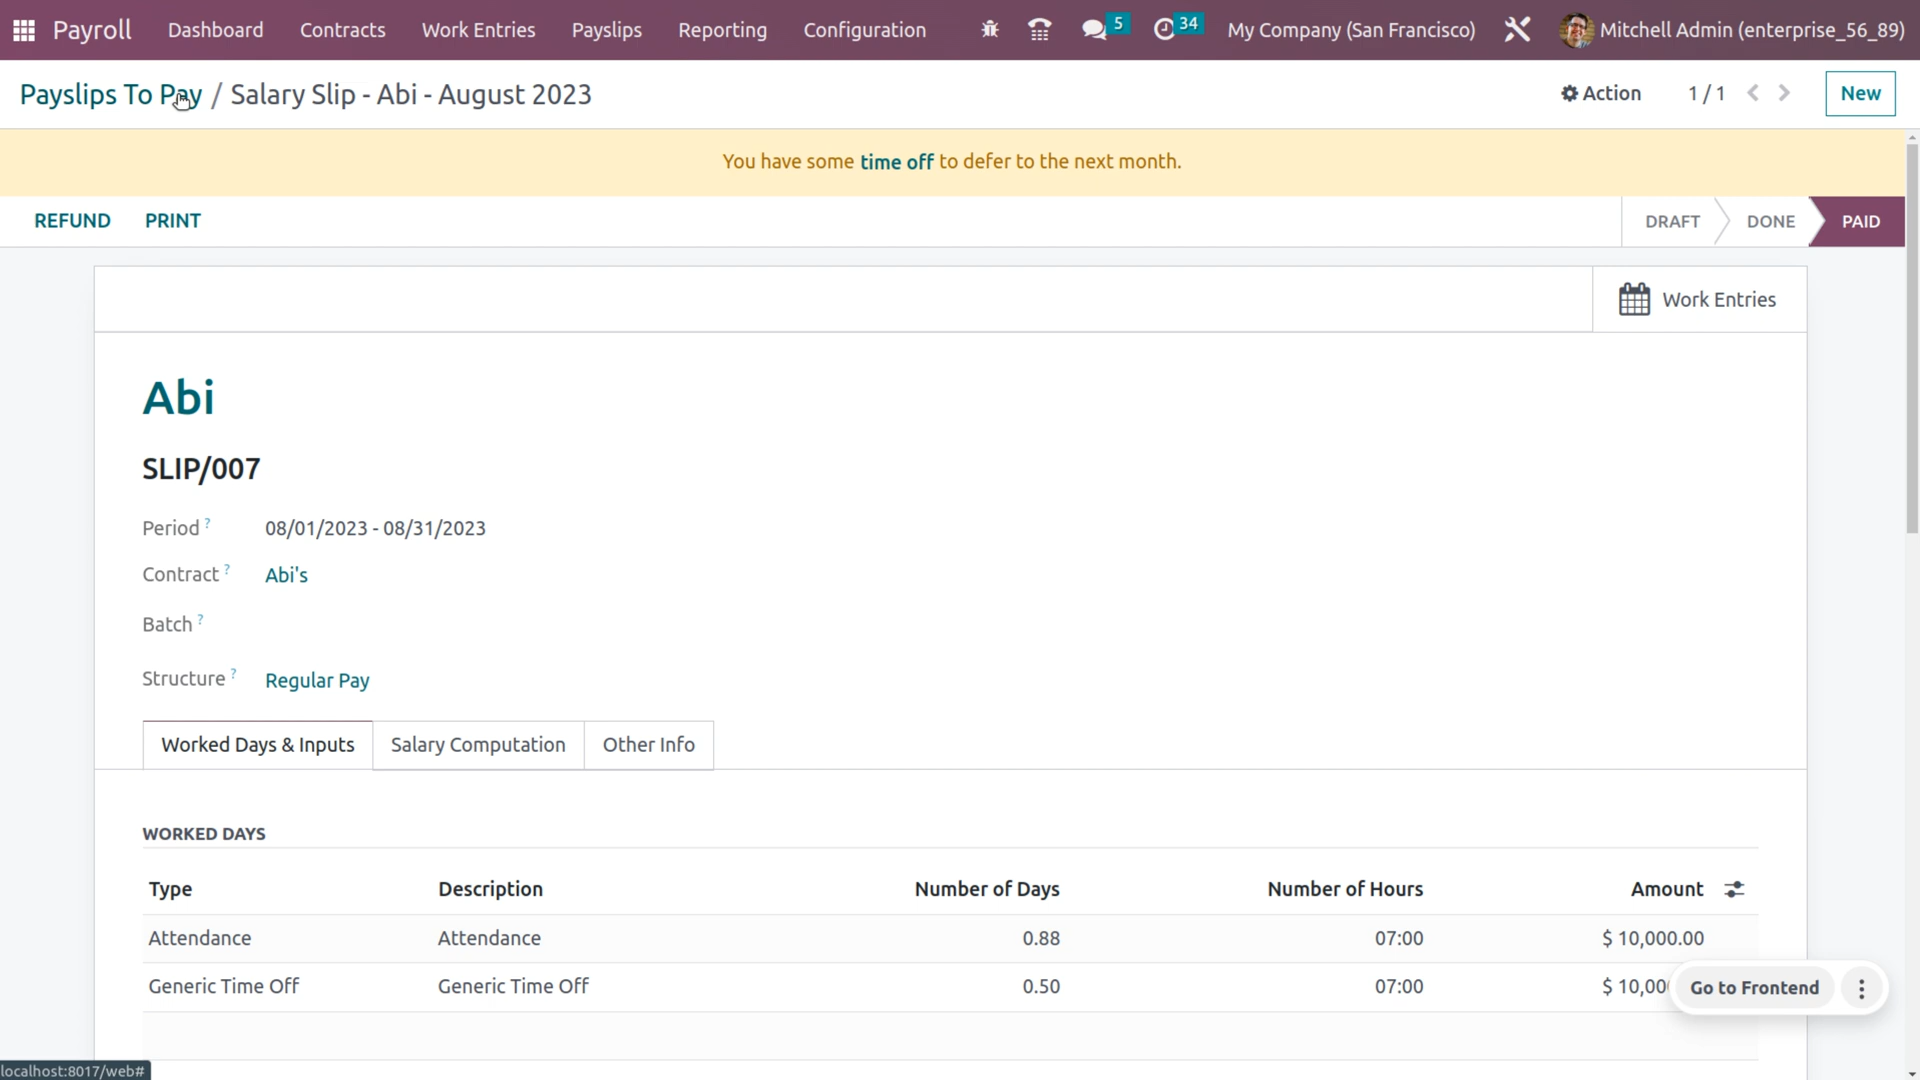 Payroll Dashboard Contracts Work Entries Payslips Reporting Configuration 5 34 My Company (San Francisco) Mitchell Admin (enterprise_56_89)
Payslips To Pay / Salary Slip - Abi - August 2023 Action 1 / 1 New
You have some time off to defer to the next month.
REFUND PRINT DRAFT DONE PAID
Work Entries
Abi
SLIP/007
Period ? 08/01/2023 - 08/31/2023
Contract ? Abi's
Batch ?
Structure ? Regular Pay
Worked Days & Inputs Salary Computation Other Info
WORKED DAYS
Type Description Number of Days Number of Hours Amount
Attendance Attendance 0.88 07:00 $ 10,000.00
Generic Time Off Generic Time Off 0.50 07:00 $ 10,00
Go to Frontend
localhost:8017/web#